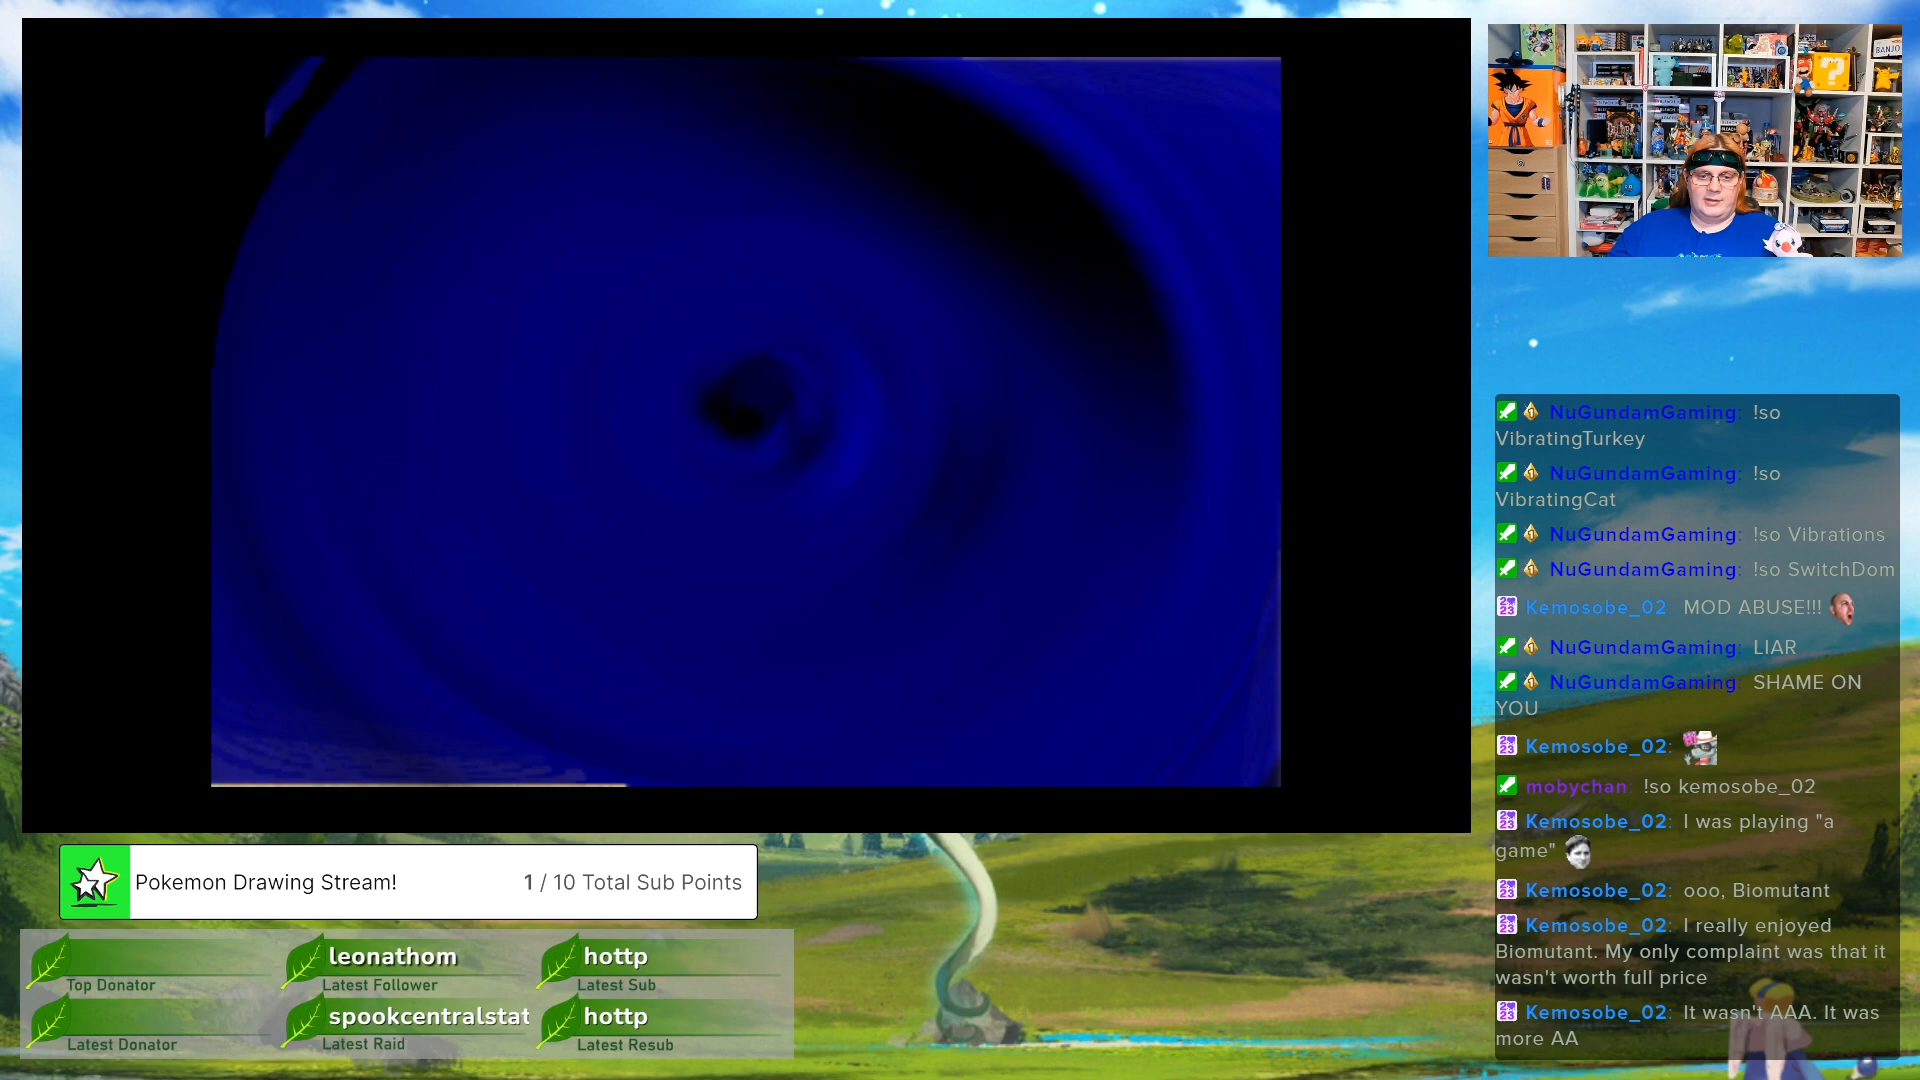 BANJO
NuGundamGaming: !so
VibratingTurkey
NuGundamGaming: !so
VibratingCat
NuGundamGaming: !so Vibrations
NuGundamGaming: !so SwitchDom
Kemosobe_02: MOD ABUSE!!!
NuGundamGaming: LIAR
NuGundamGaming: SHAME ON
YOU
Kemosobe_02:
mobychan: !so kemosobe_02
Kemosobe_02: I was playing "a
game"
Kemosobe_02: ooo, Biomutant
Kemosobe_02: I really enjoyed
Biomutant. My only complaint was that it
wasn't worth full price
Kemosobe_02: It wasn't AAA. It was
more AA
Pokemon Drawing Stream! 1 / 10 Total Sub Points
Top Donator
leonathom
Latest Follower
hottp
Latest Sub
Latest Donator
spookcentralstat
Latest Raid
hottp
Latest Resub